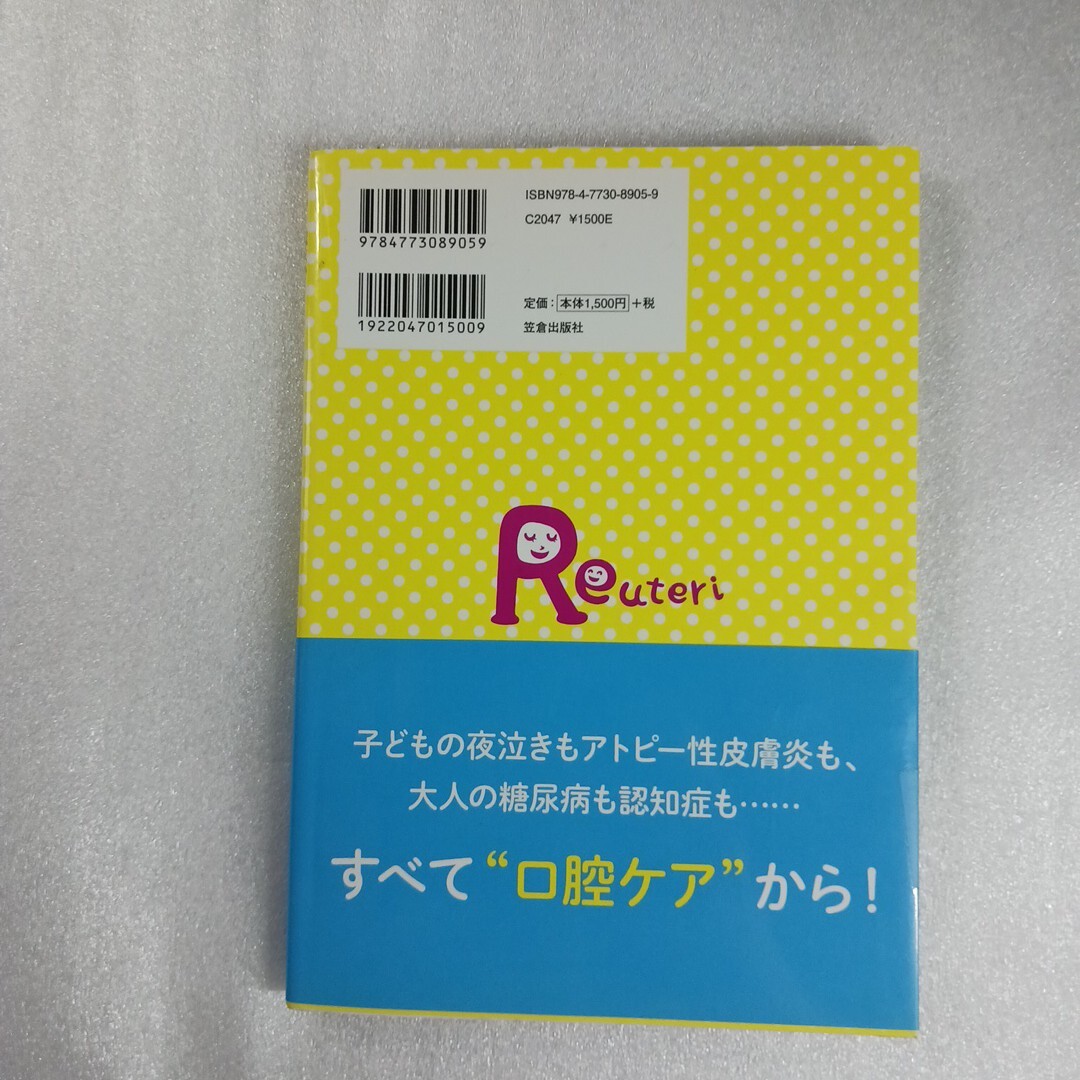 ISBN978-4-7730-8905-9
C2047 ¥1500E
9784773089059
定価：本体1,500円+税
笠倉出版社
1922047015009
Reuteri
子どもの夜泣きもアトピー性皮膚炎も、
大人の糖尿病も認知症も……
すべて“口腔ケア”から！